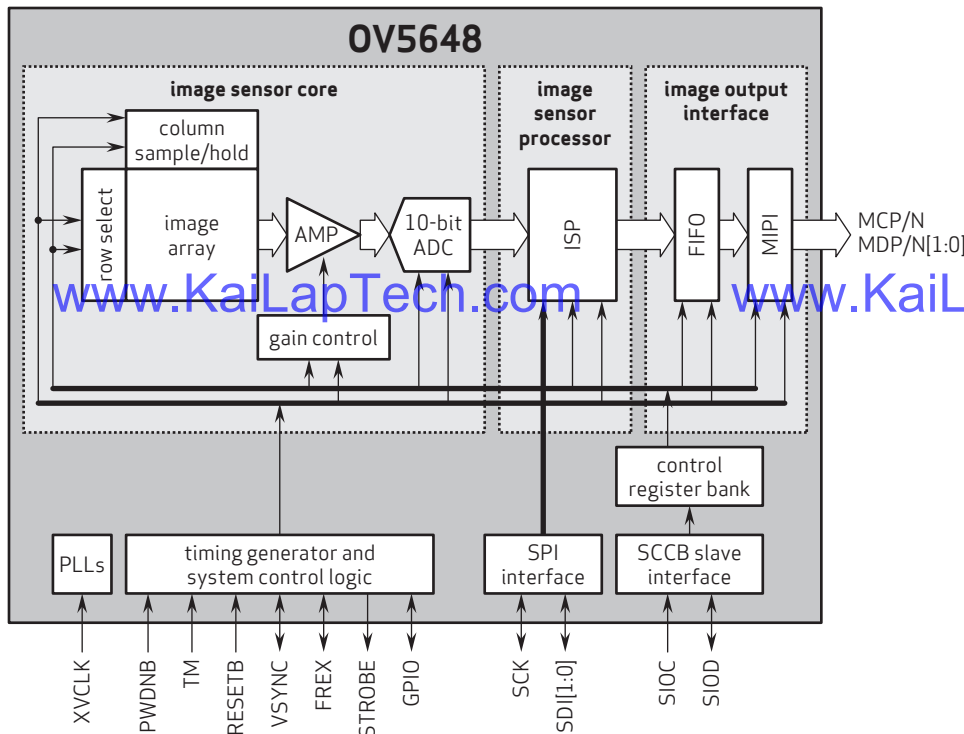 OV5648
image sensor core
image
sensor
processor
image output
interface
column
sample/hold
row select
image
array
AMP
10-bit
ADC
ISP
FIFO
MIPI
MCP/N
MDP/N[1:0]
www.KaiLapTech.com
www.KaiL
gain control
control
register bank
PLLs
timing generator and
system control logic
SPI
interface
SCCB slave
interface
XVCLK
PWDNB
TM
RESETB
VSYNC
FREX
STROBE
GPIO
SCK
SDI[1:0]
SIOC
SIOD